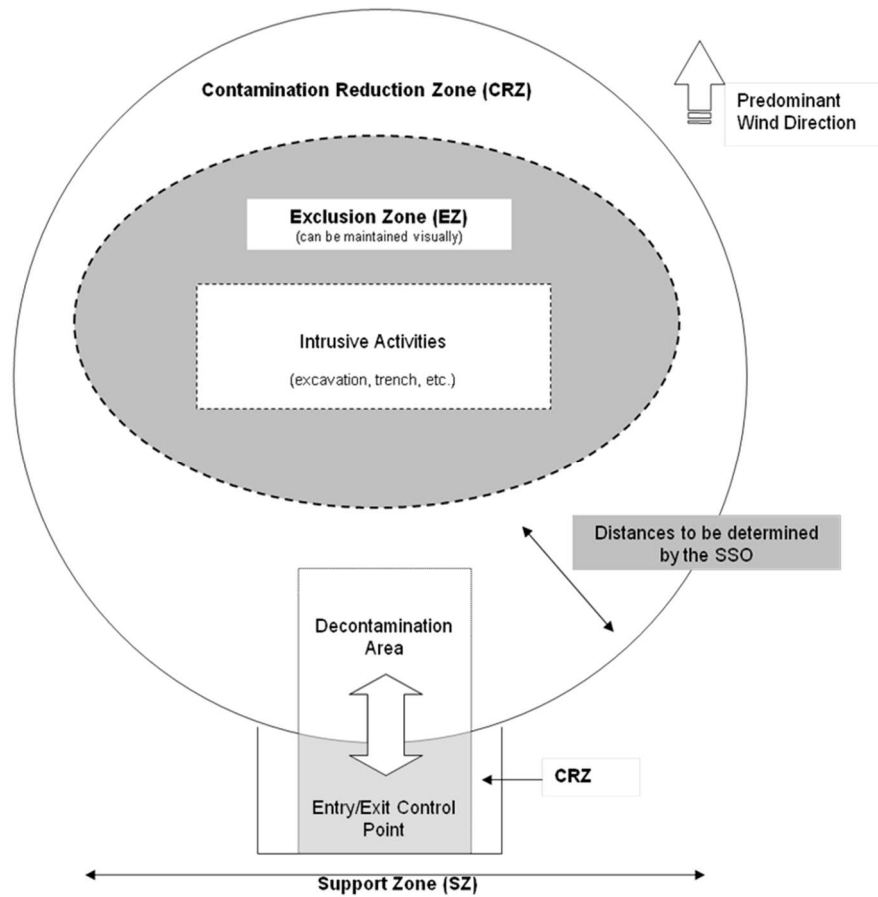 Contamination Reduction Zone (CRZ)
Predominant
Wind Direction
Exclusion Zone (EZ)
(can be maintained visually)
Intrusive Activities
(excavation, trench, etc.)
Distances to be determined
by the SSO
Decontamination
Area
CRZ
Entry/Exit Control
Point
Support Zone (SZ)